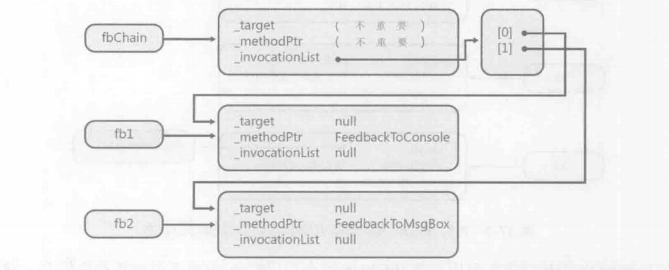 fbChain
_target ( 不 重 要 )
_methodPtr ( 不 重 要 )
_invocationList
[0]
[1]
fb1
_target null
_methodPtr FeedbackToConsole
_invocationList null
fb2
_target null
_methodPtr FeedbackToMsgBox
_invocationList null